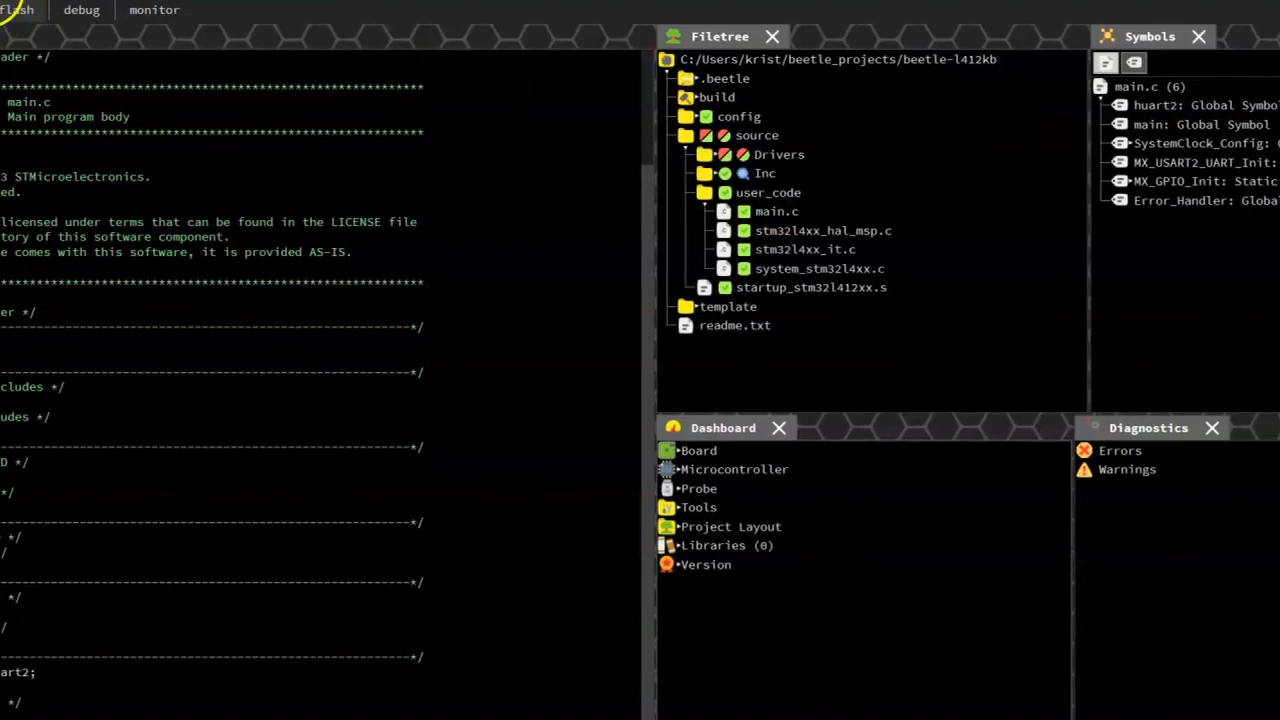 flash debug monitor
ader */
****************************************************
main.c
Main program body
****************************************************
3 STMicroelectronics.
ed.
licensed under terms that can be found in the LICENSE file
tory of this software component.
e comes with this software, it is provided AS-IS.
****************************************************
er */
-------------------------------------------------------*/
-------------------------------------------------------*/
cludes */
udes */
-------------------------------------------------------*/
D */
*/
-------------------------------------------------------*/
*/
/
-------------------------------------------------------*/
*/
/
-------------------------------------------------------*/
art2;
*/
Filetree
C:/Users/krist/beetle_projects/beetle-l412kb
.beetle
build
config
source
Drivers
Inc
user_code
main.c
stm32l4xx_hal_msp.c
stm32l4xx_it.c
system_stm32l4xx.c
startup_stm32l412xx.s
template
readme.txt
Symbols
main.c (6)
huart2: Global Symbo
main: Global Symbol
SystemClock_Config:
MX_USART2_UART_Init:
MX_GPIO_Init: Static
Error_Handler: Globa
Dashboard
Board
Microcontroller
Probe
Tools
Project Layout
Libraries (0)
Version
Diagnostics
Errors
Warnings